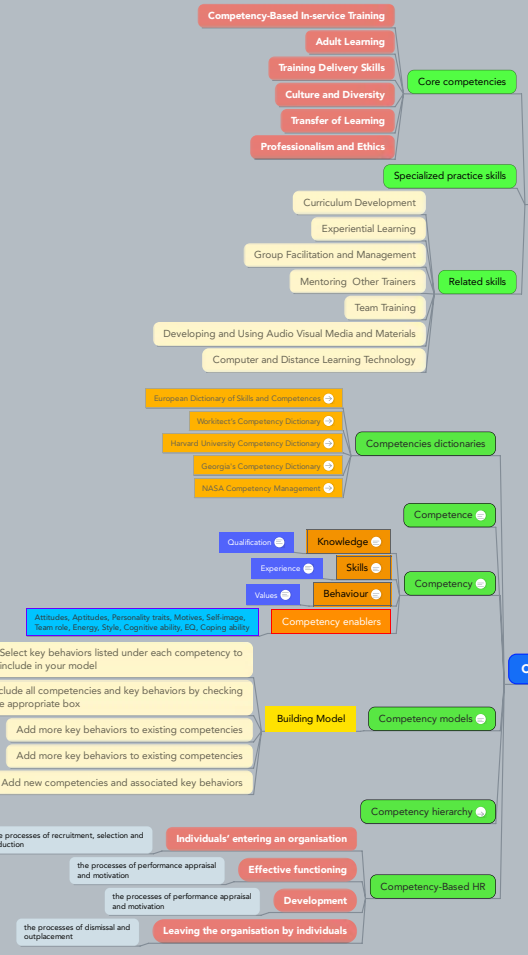 Competency-Based In-service Training
Adult Learning
Training Delivery Skills
Culture and Diversity
Transfer of Learning
Professionalism and Ethics
Core competencies
Specialized practice skills
Curriculum Development
Experiential Learning
Group Facilitation and Management
Mentoring Other Trainers
Team Training
Developing and Using Audio Visual Media and Materials
Computer and Distance Learning Technology
Related skills
European Dictionary of Skills and Competences
Workitect's Competency Dictionary
Harvard University Competency Dictionary
Georgia's Competency Dictionary
NASA Competency Management
Competencies dictionaries
Competence
Qualification
Knowledge
Experience
Skills
Values
Behaviour
Attitudes, Aptitudes, Personality traits, Motives, Self-image,
Team role, Energy, Style, Cognitive ability, EQ, Coping ability
Competency enablers
Competency
Select key behaviors listed under each competency to
include in your model
all competencies and key behaviors by checking
appropriate box
Add more key behaviors to existing competencies
Add more key behaviors to existing competencies
Add new competencies and associated key behaviors
Building Model
Competency models
Competency hierarchy
processes of recruitment, selection and
Individuals' entering an organisation
the processes of performance appraisal
and motivation
Effective functioning
the processes of performance appraisal
and motivation
Development
the processes of dismissal and
outplacement
Leaving the organisation by individuals
Competency-Based HR